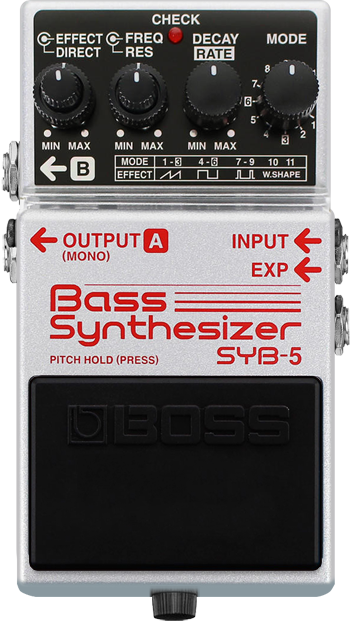 CHECK
EFFECT FREQ DECAY MODE
DIRECT RES RATE
8
7
6
5
4 3 2 1
MIN MAX MIN MAX MIN MAX
B
MODE 1 - 3 4 - 6 7 - 9 10 11
EFFECT W.SHAPE
OUTPUT A INPUT
(MONO) EXP
Bass
Synthesizer
PITCH HOLD (PRESS) SYB-5
BOSS